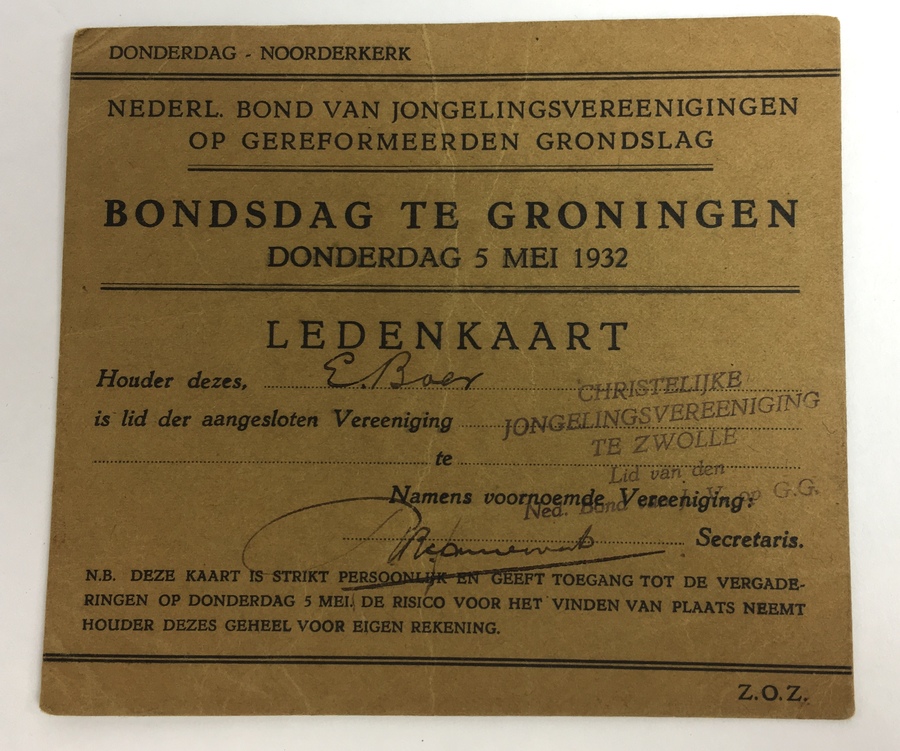 DONDERDAG - NOORDERKERK
NEDERL. BOND VAN JONGELINGSVEREENIGINGEN
OP GEREFORMEERDEN GRONDSLAG
BONDSDAG TE GRONINGEN
DONDERDAG 5 MEI 1932
LEDENKAART
Houder dezes, E. Boer
is lid der aangesloten Vereeniging
CHRISTELIJKE
JONGELINGSVEREENIGING
TE ZWOLLE
te
Lid van den
Namens voornoemde Vereeniging:
Ned. Bond van J. V. op G.G.
Secretaris.
N.B. DEZE KAART IS STRIKT PERSOONLIJK EN GEEFT TOEGANG TOT DE VERGADE-
RINGEN OP DONDERDAG 5 MEI. DE RISICO VOOR HET VINDEN VAN PLAATS NEEMT
HOUDER DEZES GEHEEL VOOR EIGEN REKENING.
Z.O.Z.